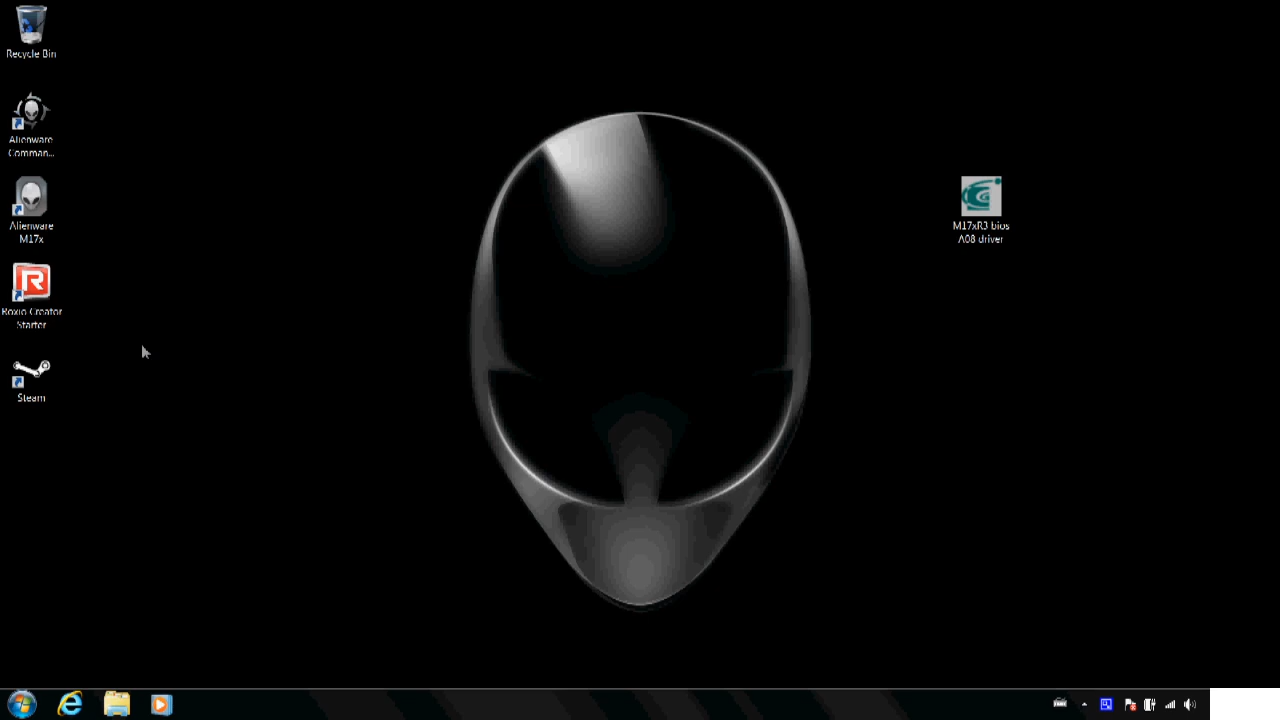 Recycle Bin
Alienware
Comman...
Alienware
M17x
Roxio Creator
Starter
Steam
M17xR3 bios
A08 driver